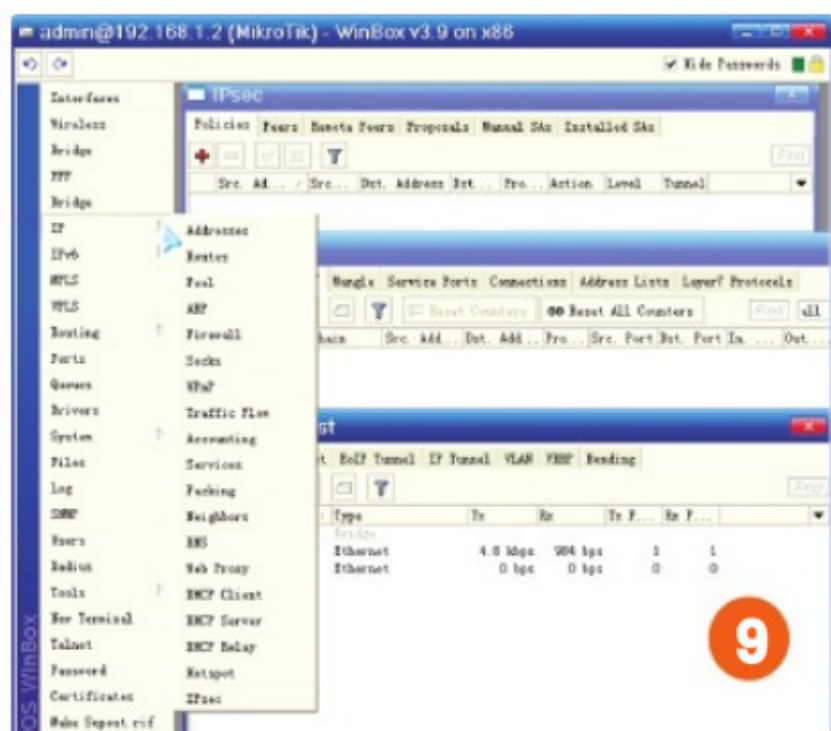 admin@192.168.1.2 (MikroTik) - WinBox v3.9 on x86
Hide Passwords
Interfaces
Wireless
Bridge
PPP
Bridge
IP
IPv6
MPLS
VPLS
Routing
Ports
Queues
Drivers
System
Files
Log
SNMP
Users
Radius
Tools
New Terminal
Telnet
Password
Certificates
Make Supout.rif
OS WinBox
Addresses
Routes
Pool
ARP
Firewall
Socks
UPnP
Traffic Flow
Accounting
Services
Packing
Neighbors
DNS
Web Proxy
DHCP Client
DHCP Server
DHCP Relay
Hotspot
IPsec
IPsec
Policies Peers Remote Peers Proposals Manual SAs Installed SAs
Find
Src. Ad... Src... Dst. Address Dst... Pro... Action Level Tunnel
Mangle Service Ports Connections Address Lists Layer7 Protocols
Reset Counters 00 Reset All Counters Find all
hain Src. Add... Dst. Add... Pro... Src. Port Dst. Port In. ... Out...
st
t EoIP Tunnel IP Tunnel VLAN VRRP Bonding
Find
Type Tx Rx Tx P... Rx P...
Bridge
Ethernet 4.8 kbps 984 bps 1 1
Ethernet 0 bps 0 bps 0 0
9